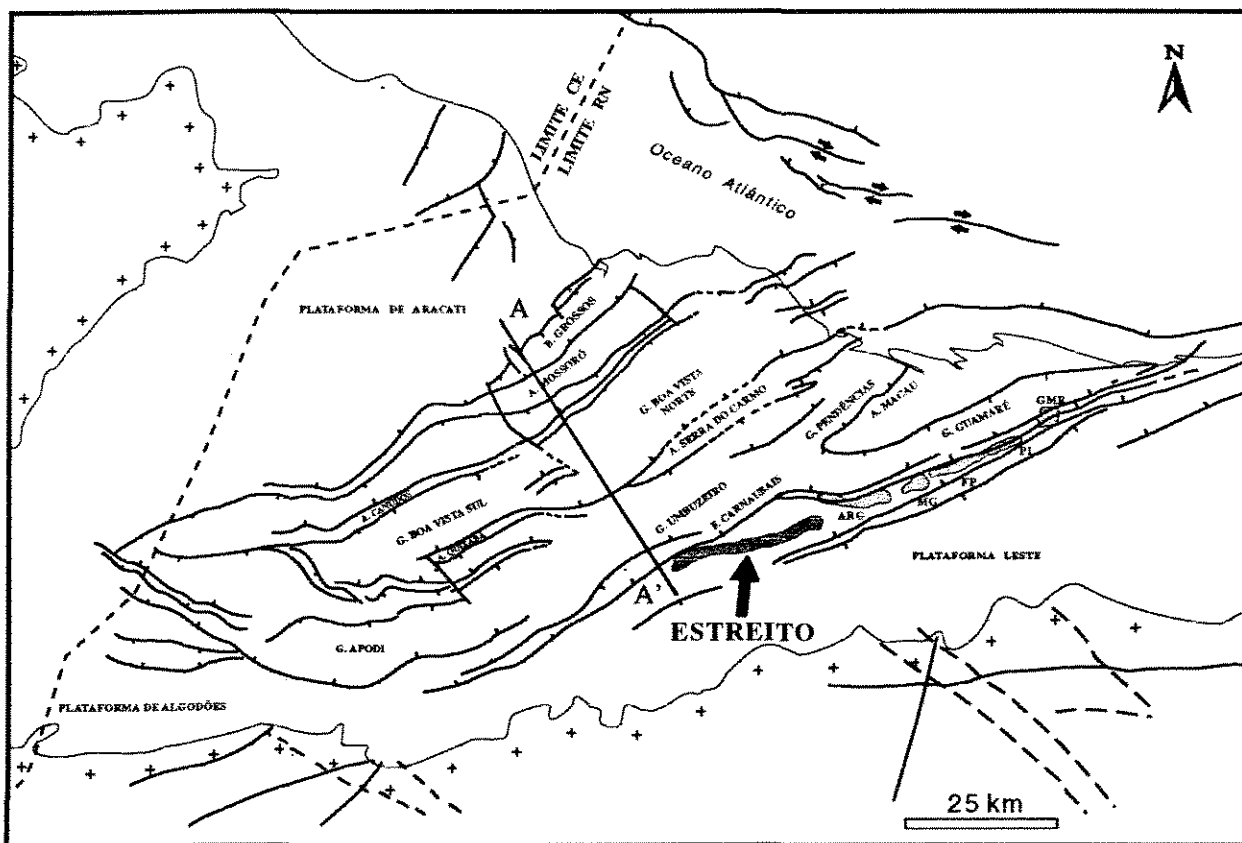 N
LIMITE CE
LIMITE RN
Oceano Atlântico
PLATAFORMA DE ARACATI
A
B. GROSSOS
A. MOSSORÓ
G. BOA VISTA
NORTE
A. SERRA DO CARMO
G. PENDÊNCIAS
A. MACAU
G. GUAMARÉ
GMR
PI
FP
MG
ARG
G. UMBUZEIRO
F. CARNAUBAIS
G. BOA VISTA SUL
A. QUIXABA
A'
PLATAFORMA LESTE
ESTREITO
G. APODI
PLATAFORMA DE ALGODÕES
25 km